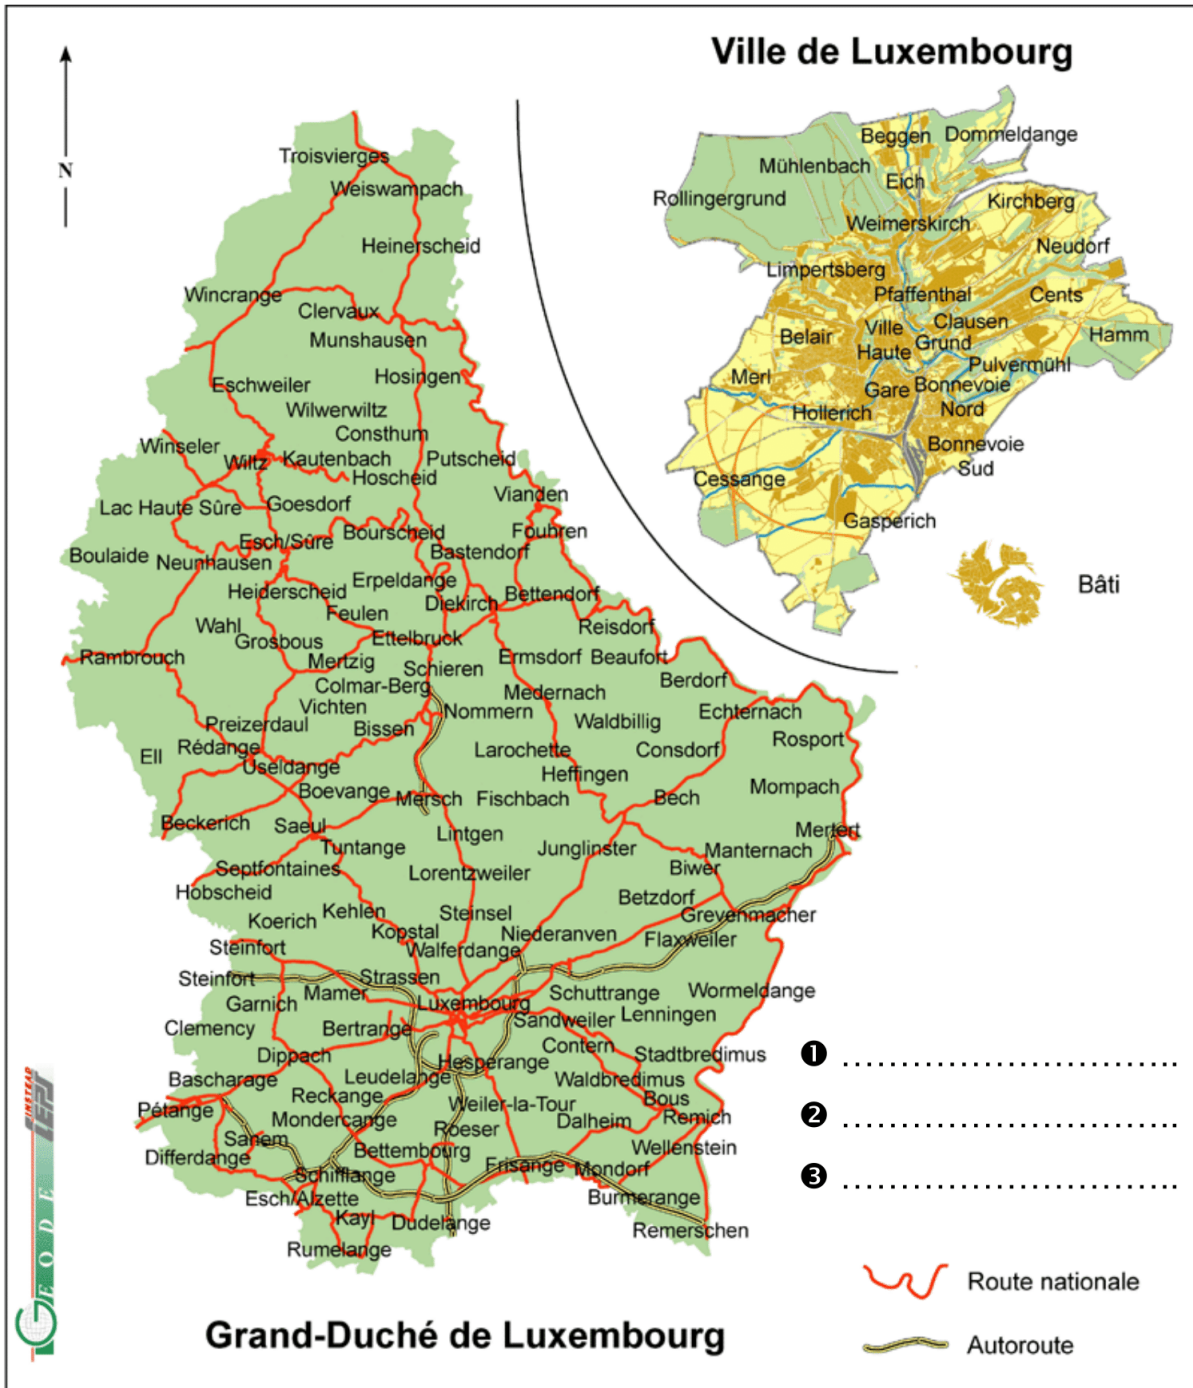 Ville de Luxembourg
N
Beggen
Dommeldange
Mühlenbach
Eich
Rollingergrund
Kirchberg
Weimerskirch
Neudorf
Limpertsberg
Pfaffenthal
Cents
Ville
Haute
Clausen
Belair
Grund
Hamm
Pulvermühl
Merl
Gare
Bonnevoie
Nord
Hollerich
Bonnevoie
Sud
Cessange
Gasperich
Bâti
Troisvierges
Weiswampach
Heinerscheid
Wincrange
Clervaux
Munshausen
Hosingen
Eschweiler
Wilwerwiltz
Consthum
Winseler
Wiltz
Kautenbach
Putscheid
Hoscheid
Vianden
Lac Haute Sûre
Goesdorf
Fouhren
Bourscheid
Esch/Sûre
Bastendorf
Boulaide
Neunhausen
Erpeldange
Heiderscheid
Diekirch
Bettendorf
Feulen
Wahl
Reisdorf
Grosbous
Ettelbruck
Rambrouch
Mertzig
Schieren
Ermsdorf
Beaufort
Berdorf
Colmar-Berg
Medernach
Vichten
Nommern
Echternach
Preizerdaul
Bissen
Waldbillig
Rosport
Rédange
Ell
Larochette
Consdorf
Useldange
Heffingen
Boevange
Mersch
Fischbach
Bech
Mompach
Beckerich
Saeul
Lintgen
Mertert
Tuntange
Junglinster
Manternach
Septfontaines
Lorentzweiler
Biwer
Hobscheid
Betzdorf
Koerich
Kehlen
Steinsel
Grevenmacher
Kopstal
Niederanven
Flaxweiler
Steinfort
Walferdange
Steinfort
Strassen
Mamer
Schuttrange
Wormeldange
Garnich
Luxembourg
Lenningen
Clemency
Bertrange
Sandweiler
Contern
Stadtbredimus
Dippach
Hesperange
Bascharage
Leudelange
Waldbredimus
Reckange
Weiler-la-Tour
Bous
Pétange
Mondercange
Roeser
Dalheim
Remich
Sanem
Bettembourg
Wellenstein
Differdange
Frisange
Mondorf
Schifflange
Esch/Alzette
Burmerange
Kayl
Dudelange
Remerschen
Rumelange
❶ ..............................
❷ ..............................
❸ ..............................
Route nationale
Autoroute
Grand-Duché de Luxembourg
GEODE
CEPS
INSTEAD